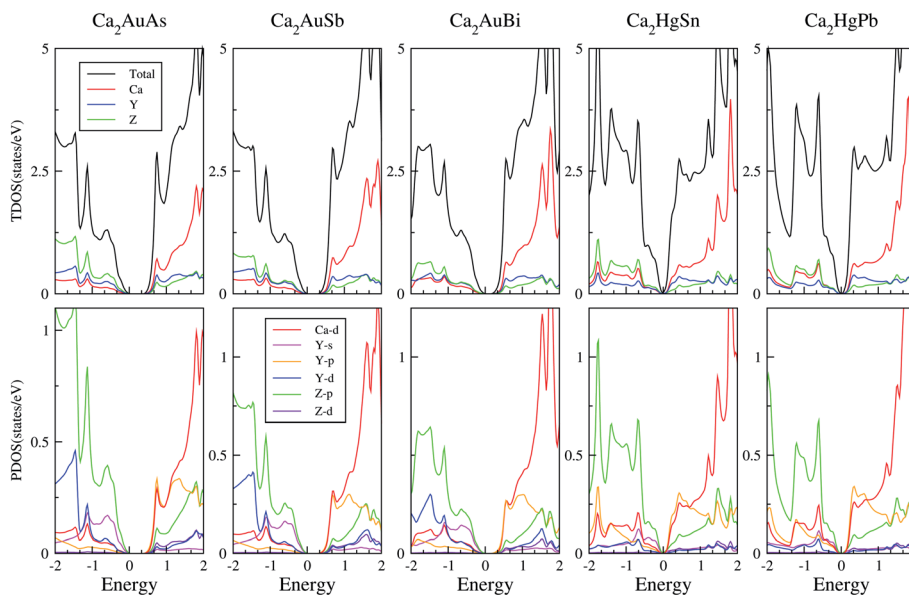 Ca2AuAs Ca2AuSb Ca2AuBi Ca2HgSn Ca2HgPb
TDOS(states/eV)
5 5 5 5 5
2.5 2.5 2.5 2.5 2.5
0 0 0 0 0
Total
Ca
Y
Z
PDOS(states/eV)
1 1 1 1 1
0.5 0.5 0.5 0.5 0.5
0 0 0 0 0
Ca-d
Y-s
Y-p
Y-d
Z-p
Z-d
-2 -1 0 1 2 -2 -1 0 1 2 -2 -1 0 1 2 -2 -1 0 1 2 -2 -1 0 1 2
Energy Energy Energy Energy Energy